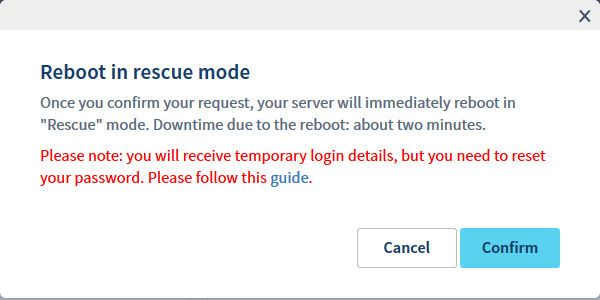 Reboot in rescue mode
Once you confirm your request, your server will immediately reboot in
"Rescue" mode. Downtime due to the reboot: about two minutes.
Please note: you will receive temporary login details, but you need to reset
your password. Please follow this guide.
Cancel
Confirm